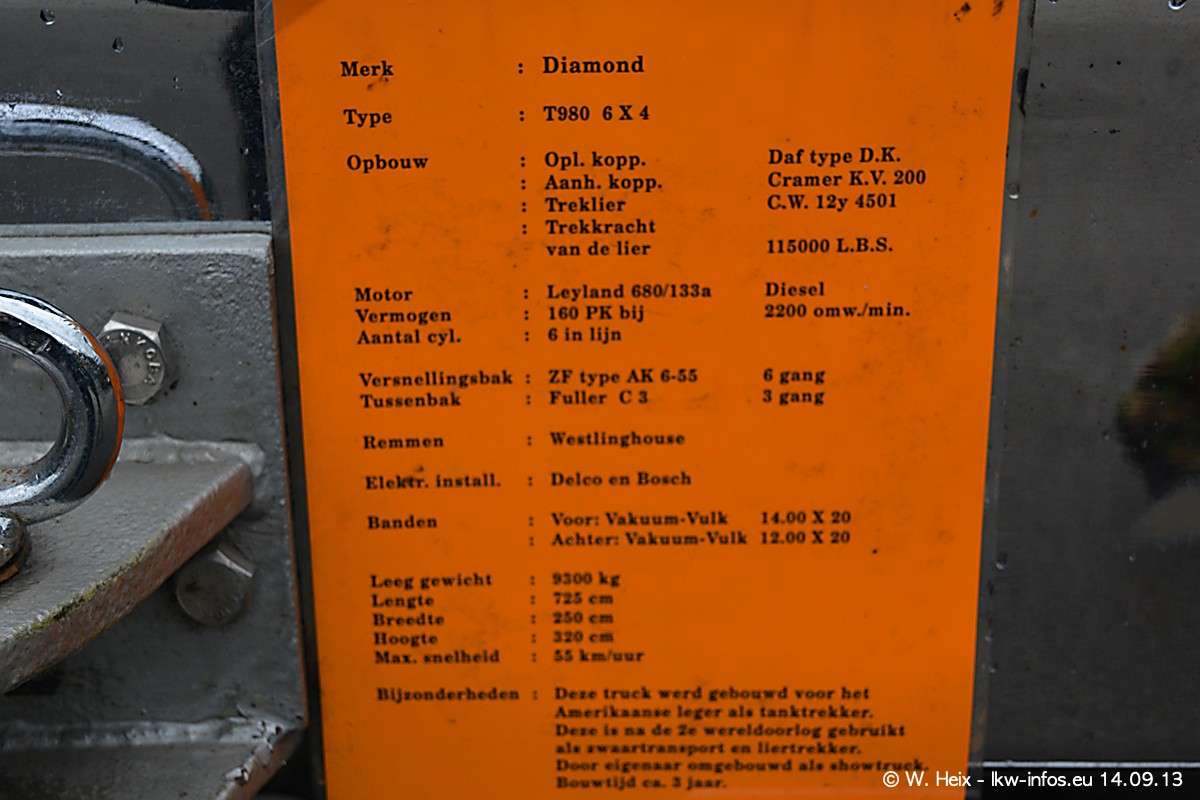 Merk : Diamond
Type : T980 6 X 4
Opbouw : Opl. kopp. Daf type D.K.
: Aanh. kopp. Cramer K.V. 200
: Treklier C.W. 12y 4501
: Trekkracht
van de lier 115000 L.B.S.
Motor : Leyland 680/133a Diesel
Vermogen : 160 PK bij 2200 omw./min.
Aantal cyl. : 6 in lijn
Versnellingsbak : ZF type AK 6-55 6 gang
Tussenbak : Fuller C 3 3 gang
Remmen : Westlinghouse
Elektr. install. : Delco en Bosch
Banden : Voor: Vakuum-Vulk 14.00 X 20
: Achter: Vakuum-Vulk 12.00 X 20
Leeg gewicht : 9300 kg
Lengte : 725 cm
Breedte : 250 cm
Hoogte : 320 cm
Max. snelheid : 55 km/uur
Bijzonderheden : Deze truck werd gebouwd voor het
Amerikaanse leger als tanktrekker.
Deze is na de 2e wereldoorlog gebruikt
als zwaartransport en liertrekker.
Door eigenaar omgebouwd als showtruck.
Bouwtijd ca. 3 jaar.
© W. Heix - lkw-infos.eu 14.09.13